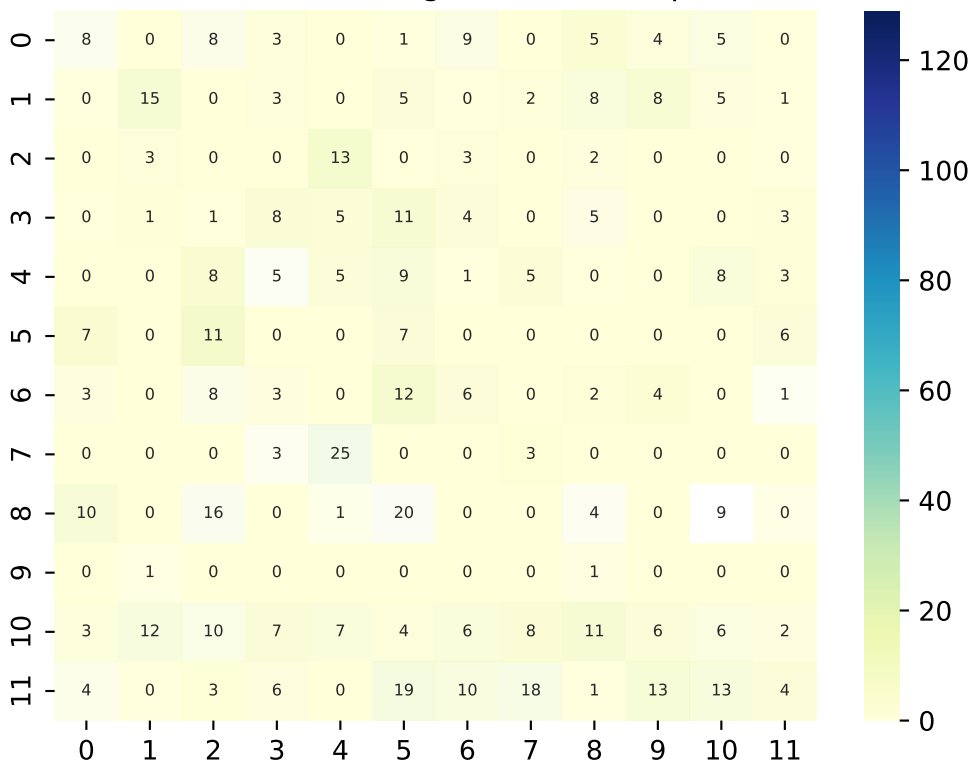 0 8 0 8 3 0 1 9 0 5 4 5 0
1 0 15 0 3 0 5 0 2 8 8 5 1
2 0 3 0 0 13 0 3 0 2 0 0 0
3 0 1 1 8 5 11 4 0 5 0 0 3
4 0 0 8 5 5 9 1 5 0 0 8 3
5 7 0 11 0 0 7 0 0 0 0 0 6
6 3 0 8 3 0 12 6 0 2 4 0 1
7 0 0 0 3 25 0 0 3 0 0 0 0
8 10 0 16 0 1 20 0 0 4 0 9 0
9 0 1 0 0 0 0 0 0 1 0 0 0
10 3 12 10 7 7 4 6 8 11 6 6 2
11 4 0 3 6 0 19 10 18 1 13 13 4
0 1 2 3 4 5 6 7 8 9 10 11
120
100
80
60
40
20
0